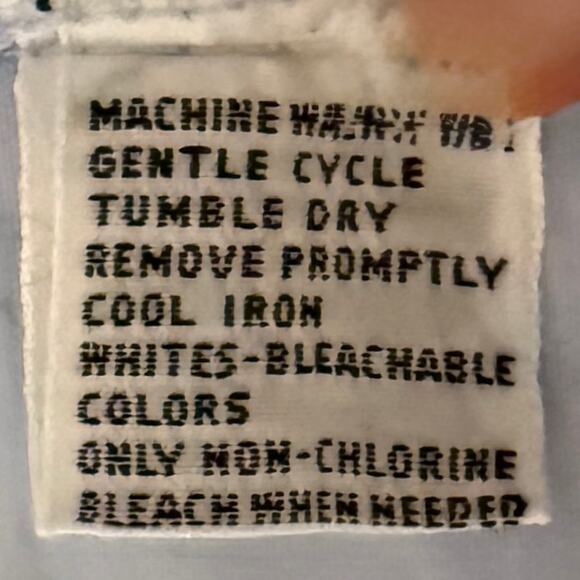 MACHINE
GENTLE CYCLE
TUMBLE DRY
REMOVE PROMPTLY
COOL IRON
WHITES-BLEACHABLE
COLORS
ONLY NON-CHLORINE
BLEACH WHEN NEEDED